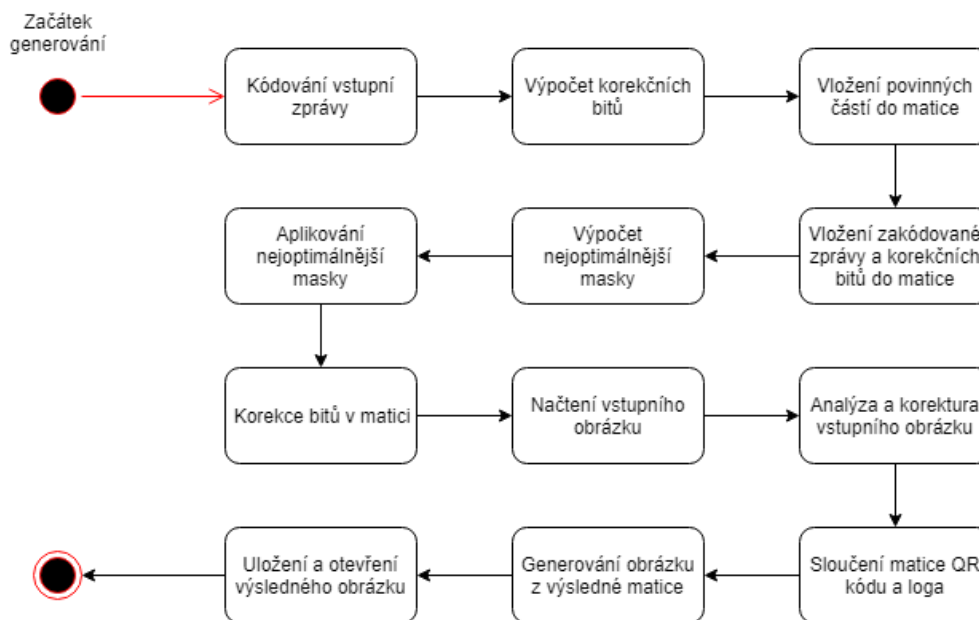 Začátek
generování
Kódování vstupní
zprávy
Výpočet korekčních
bitů
Vložení povinných
částí do matice
Vložení zakódované
zprávy a korekčních
bitů do matice
Výpočet
nejoptimálnější
masky
Aplikování
nejoptimálnější
masky
Korekce bitů v matici
Načtení vstupního
obrázku
Analýza a korektura
vstupního obrázku
Sloučení matice QR
kódu a loga
Generování obrázku
z výsledné matice
Uložení a otevření
výsledného obrázku